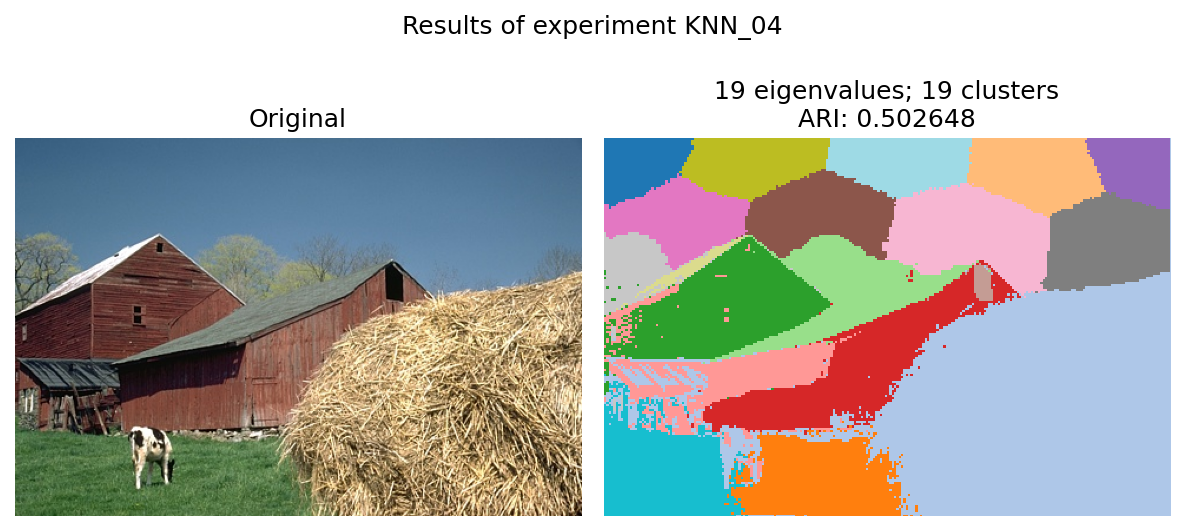 Results of experiment KNN_04
Original
19 eigenvalues; 19 clusters
ARI: 0.502648